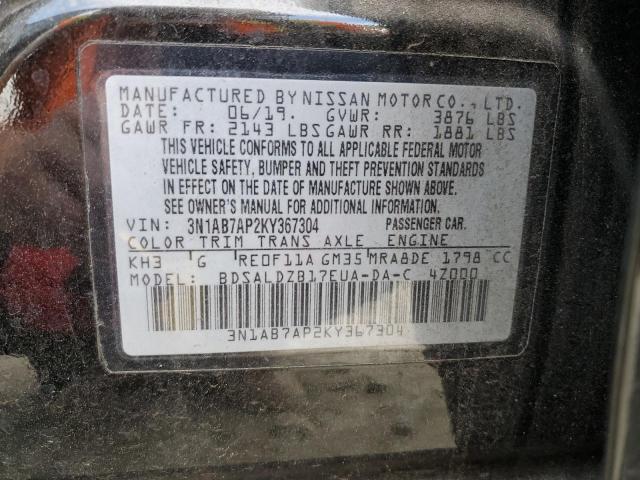 MANUFACTURED BY NISSAN MOTOR CO., LTD.
DATE: 06/19. GVWR: 3876 LBS
GAWR FR: 2143 LBS GAWR RR: 1881 LBS
THIS VEHICLE CONFORMS TO ALL APPLICABLE FEDERAL MOTOR
VEHICLE SAFETY, BUMPER AND THEFT PREVENTION STANDARDS
IN EFFECT ON THE DATE OF MANUFACTURE SHOWN ABOVE.
SEE OWNER'S MANUAL FOR ADDITIONAL INFORMATION.
VIN: 3N1AB7AP2KY367304 PASSENGER CAR.
COLOR TRIM TRANS AXLE ENGINE
KH3 G RE0F11A GM35 MRA8DE 1798 CC
MODEL: BDSALDZB17EUA-DA-C 4Z000
3N1AB7AP2KY367304